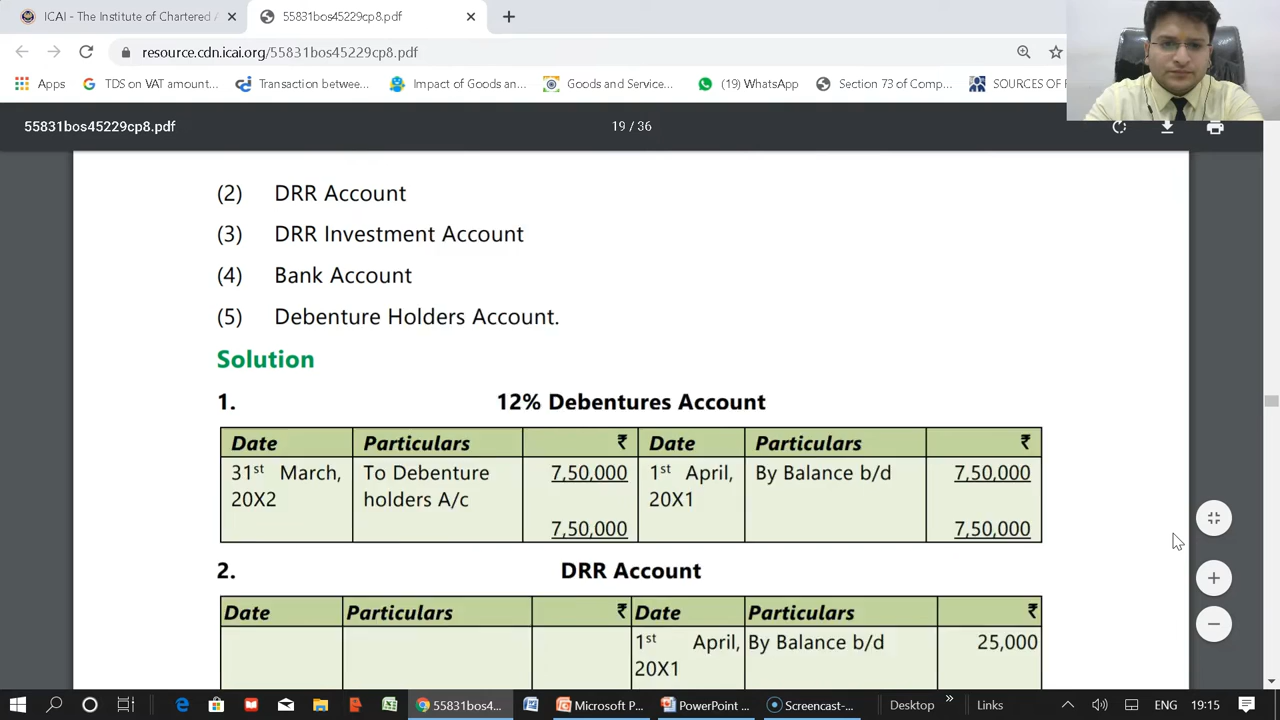 ICAI - The Institute of Chartered A
55831bos45229cp8.pdf
resource.cdn.icai.org/55831bos45229cp8.pdf
Apps TDS on VAT amount... Transaction betwee... Impact of Goods an... Goods and Service... (19) WhatsApp Section 73 of Comp... SOURCES OF
55831bos45229cp8.pdf
19 / 36
(2) DRR Account
(3) DRR Investment Account
(4) Bank Account
(5) Debenture Holders Account.
Solution
1. 12% Debentures Account
Date Particulars ₹ Date Particulars ₹
31st March, To Debenture 7,50,000 1st April, By Balance b/d 7,50,000
20X2 holders A/c 20X1
7,50,000 7,50,000
2. DRR Account
Date Particulars ₹ Date Particulars ₹
1st April, By Balance b/d 25,000
20X1
55831bos4... Microsoft P... PowerPoint ... Screencast-... Desktop Links ENG 19:15